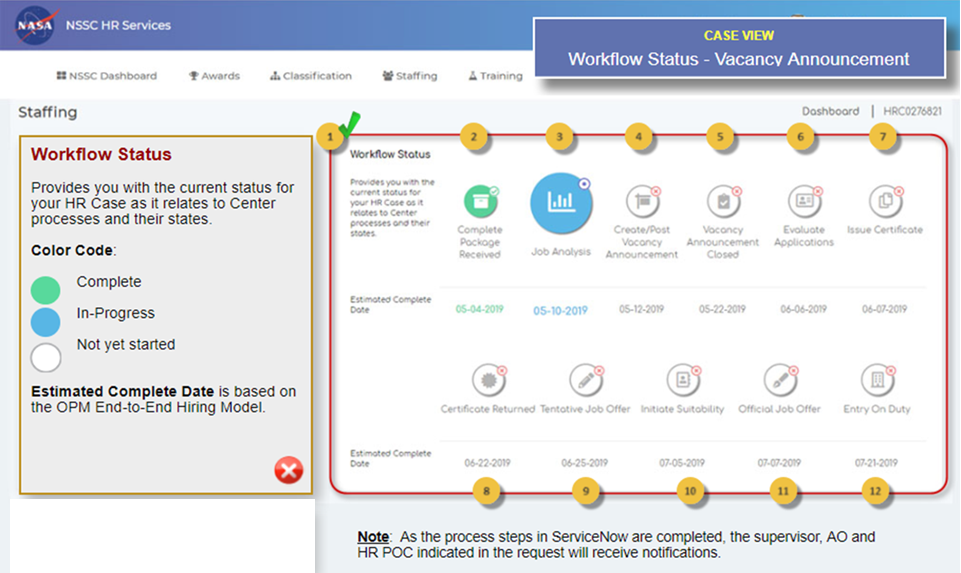 NASA
NSSC HR Services
CASE VIEW
Workflow Status - Vacancy Announcement
NSSC Dashboard
Awards
Classification
Staffing
Training
Staffing
Dashboard | HRC0276821
Workflow Status
Provides you with the current status for
your HR Case as it relates to Center
processes and their states.
Color Code:
Complete
In-Progress
Not yet started
Estimated Complete Date is based on
the OPM End-to-End Hiring Model.
1
2
3
4
5
6
7
Workflow Status
Provides you with the
current status for
your HR Case as it
relates to Center
processes and their
states.
Complete
Package
Received
Job Analysis
Create/Post
Vacancy
Announcement
Vacancy
Announcement
Closed
Evaluate
Applications
Issue Certificate
Estimated Complete
Date
05-04-2019
05-10-2019
05-12-2019
05-22-2019
06-06-2019
06-07-2019
Certificate Returned
Tentative Job Offer
Initiate Suitability
Official Job Offer
Entry On Duty
Estimated Complete
Date
06-22-2019
06-25-2019
07-05-2019
07-07-2019
07-21-2019
8
9
10
11
12
Note: As the process steps in ServiceNow are completed, the supervisor, AO and
HR POC indicated in the request will receive notifications.